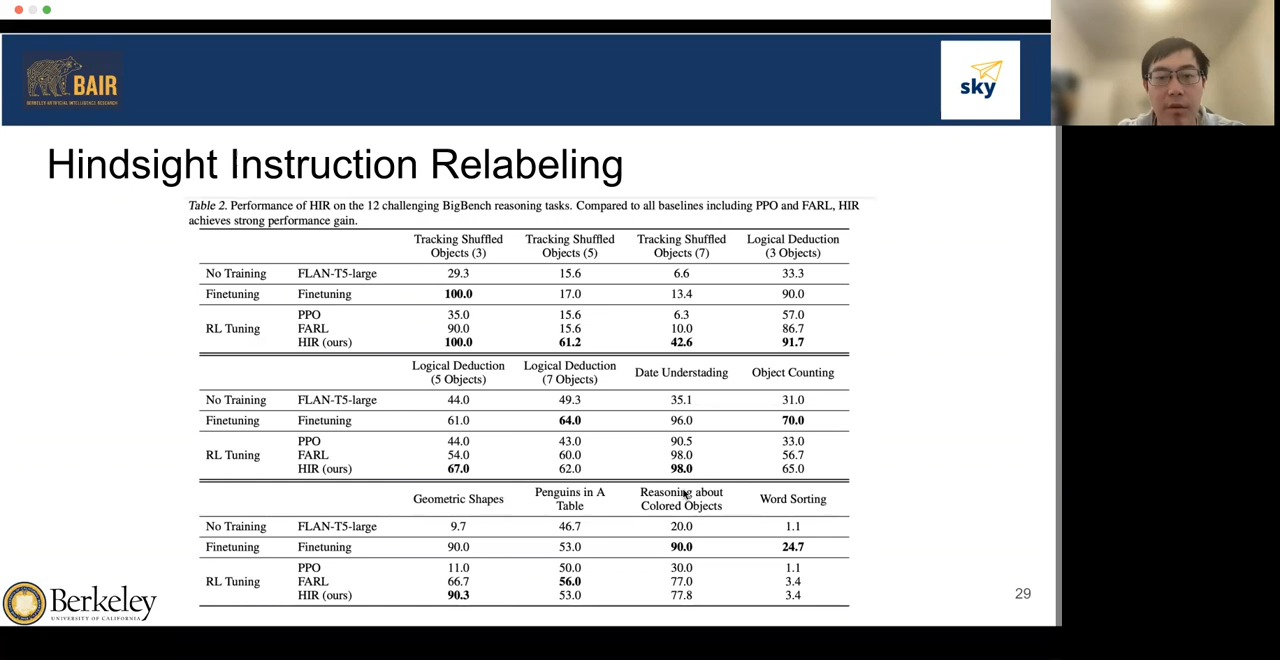 BAIR
BERKELEY ARTIFICIAL INTELLIGENCE RESEARCH
sky
Hindsight Instruction Relabeling
Table 2. Performance of HIR on the 12 challenging BigBench reasoning tasks. Compared to all baselines including PPO and FARL, HIR
achieves strong performance gain.
Tracking Shuffled Objects (3) Tracking Shuffled Objects (5) Tracking Shuffled Objects (7) Logical Deduction (3 Objects)
No Training FLAN-T5-large 29.3 15.6 6.6 33.3
Finetuning Finetuning 100.0 17.0 13.4 90.0
PPO 35.0 15.6 6.3 57.0
RL Tuning FARL 90.0 15.6 10.0 86.7
HIR (ours) 100.0 61.2 42.6 91.7
Logical Deduction (5 Objects) Logical Deduction (7 Objects) Date Understading Object Counting
No Training FLAN-T5-large 44.0 49.3 35.1 31.0
Finetuning Finetuning 61.0 64.0 96.0 70.0
PPO 44.0 43.0 90.5 33.0
RL Tuning FARL 54.0 60.0 98.0 56.7
HIR (ours) 67.0 62.0 98.0 65.0
Geometric Shapes Penguins in A Table Reasoning about Colored Objects Word Sorting
No Training FLAN-T5-large 9.7 46.7 20.0 1.1
Finetuning Finetuning 90.0 53.0 90.0 24.7
PPO 11.0 50.0 30.0 1.1
RL Tuning FARL 66.7 56.0 77.0 3.4
HIR (ours) 90.3 53.0 77.8 3.4
Berkeley
UNIVERSITY OF CALIFORNIA
29